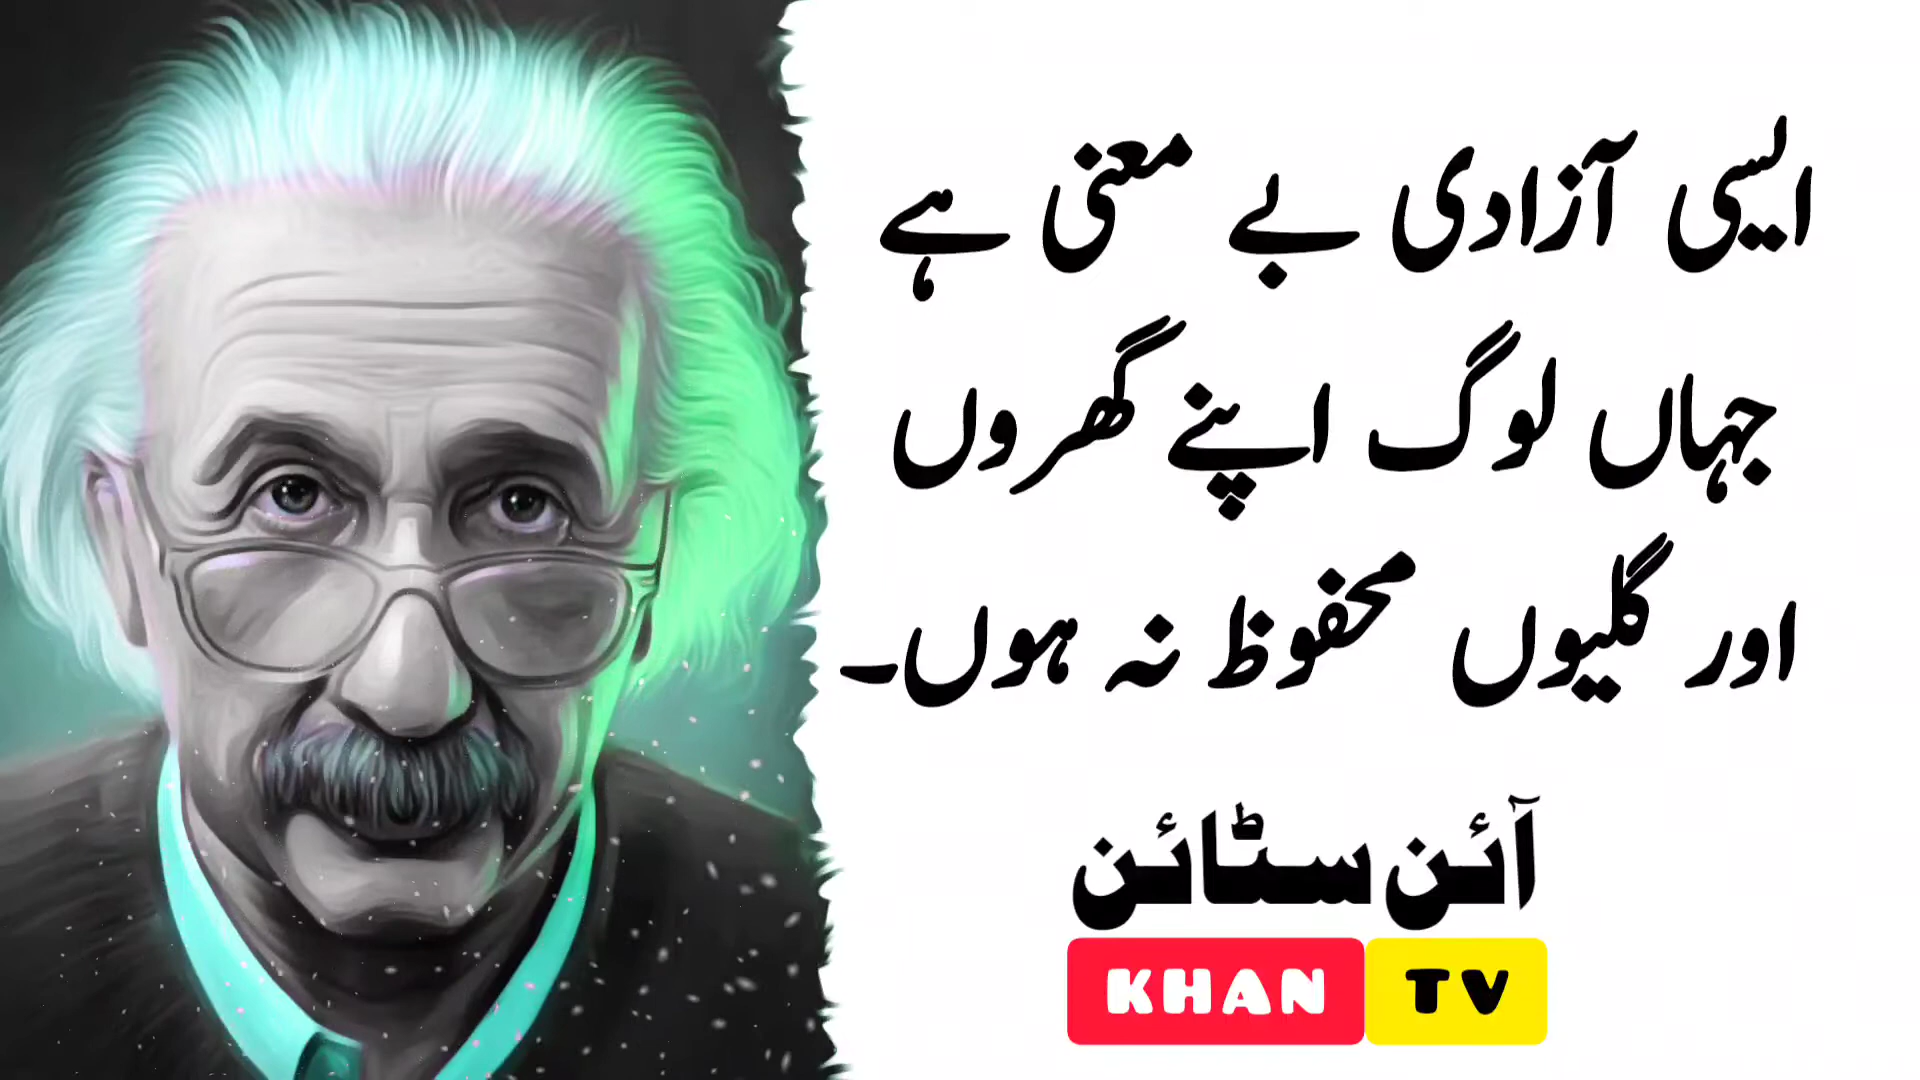 ایسی آزادی بے معنی ہے
جہاں لوگ اپنے گھروں
اور گلیوں محفوظ نہ ہوں۔
آئن سٹائن
KHAN TV